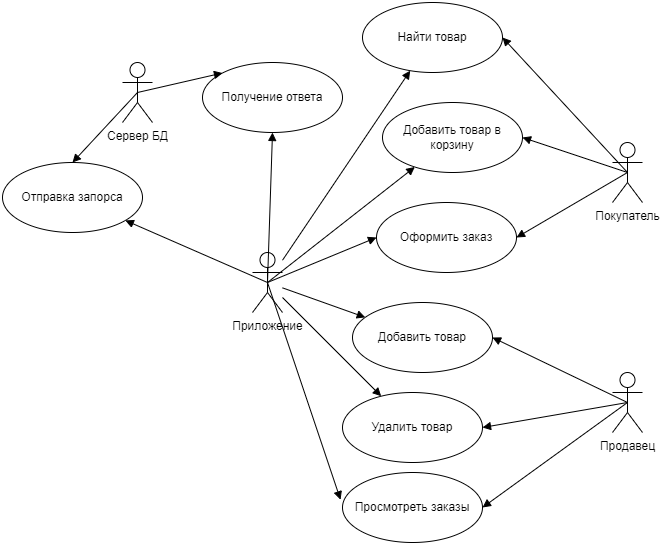 Найти товар
Получение ответа
Сервер БД
Добавить товар в
корзину
Отправка запорса
Покупатель
Оформить заказ
Приложение
Добавить товар
Удалить товар
Продавец
Просмотреть заказы